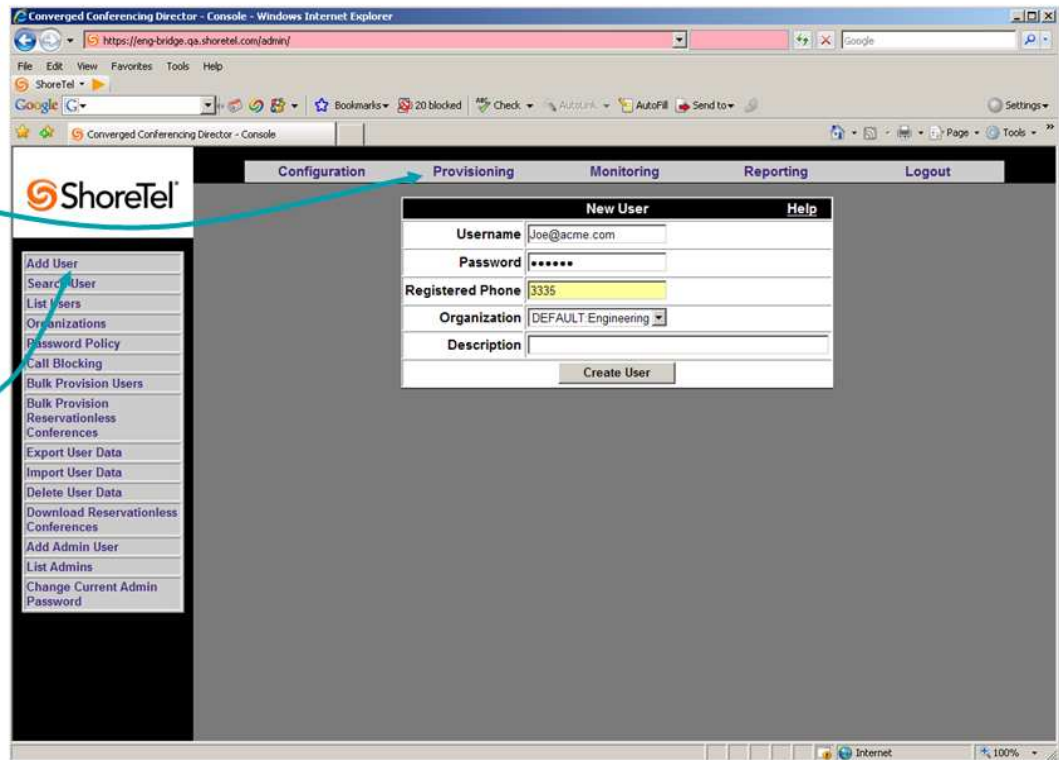 Converged Conferencing Director - Console - Windows Internet Explorer
https://eng-bridge.qa.shoretel.com/admin/
Google
File Edit View Favorites Tools Help
ShoreTel
Google G
Bookmarks
20 blocked
Check
AutoLink
AutoFill
Send to
Settings
Converged Conferencing Director - Console
Page
Tools
Configuration
Provisioning
Monitoring
Reporting
Logout
ShoreTel
New User
Help
Username Joe@acme.com
Password ••••••
Registered Phone 3335
Organization DEFAULT:Engineering
Description
Create User
Add User
Search User
List Users
Organizations
Password Policy
Call Blocking
Bulk Provision Users
Bulk Provision
Reservationless
Conferences
Export User Data
Import User Data
Delete User Data
Download Reservationless
Conferences
Add Admin User
List Admins
Change Current Admin
Password
Internet
100%